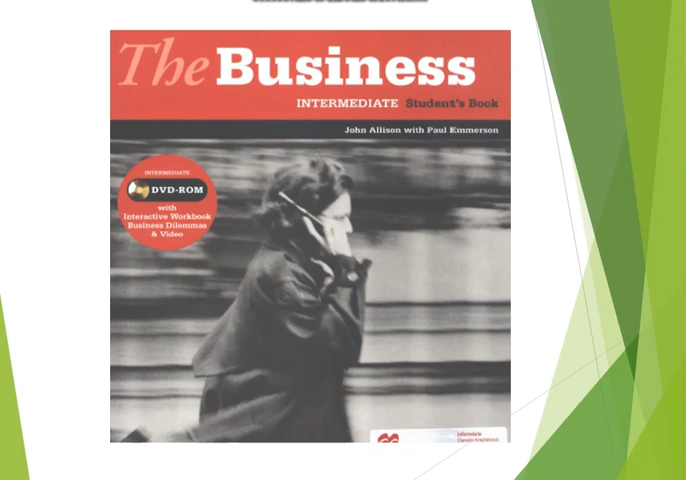 The Business
INTERMEDIATE Student's Book
John Allison with Paul Emmerson
INTERMEDIATE
DVD-ROM
with
Interactive Workbook
Business Dilemmas
& Video